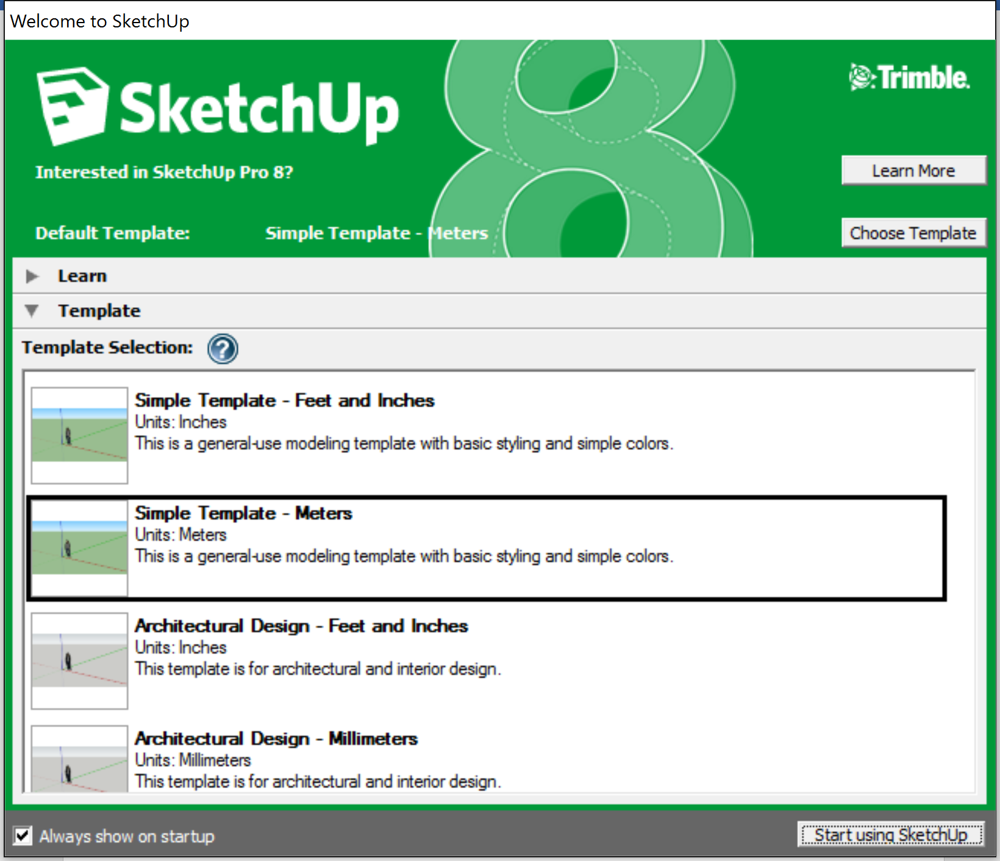 Welcome to SketchUp
SketchUp
Trimble.
Interested in SketchUp Pro 8?
Learn More
Default Template: Simple Template - Meters
Choose Template
Learn
Template
Template Selection: ?
Simple Template - Feet and Inches
Units: Inches
This is a general-use modeling template with basic styling and simple colors.
Simple Template - Meters
Units: Meters
This is a general-use modeling template with basic styling and simple colors.
Architectural Design - Feet and Inches
Units: Inches
This template is for architectural and interior design.
Architectural Design - Millimeters
Units: Millimeters
This template is for architectural and interior design.
Always show on startup
Start using SketchUp